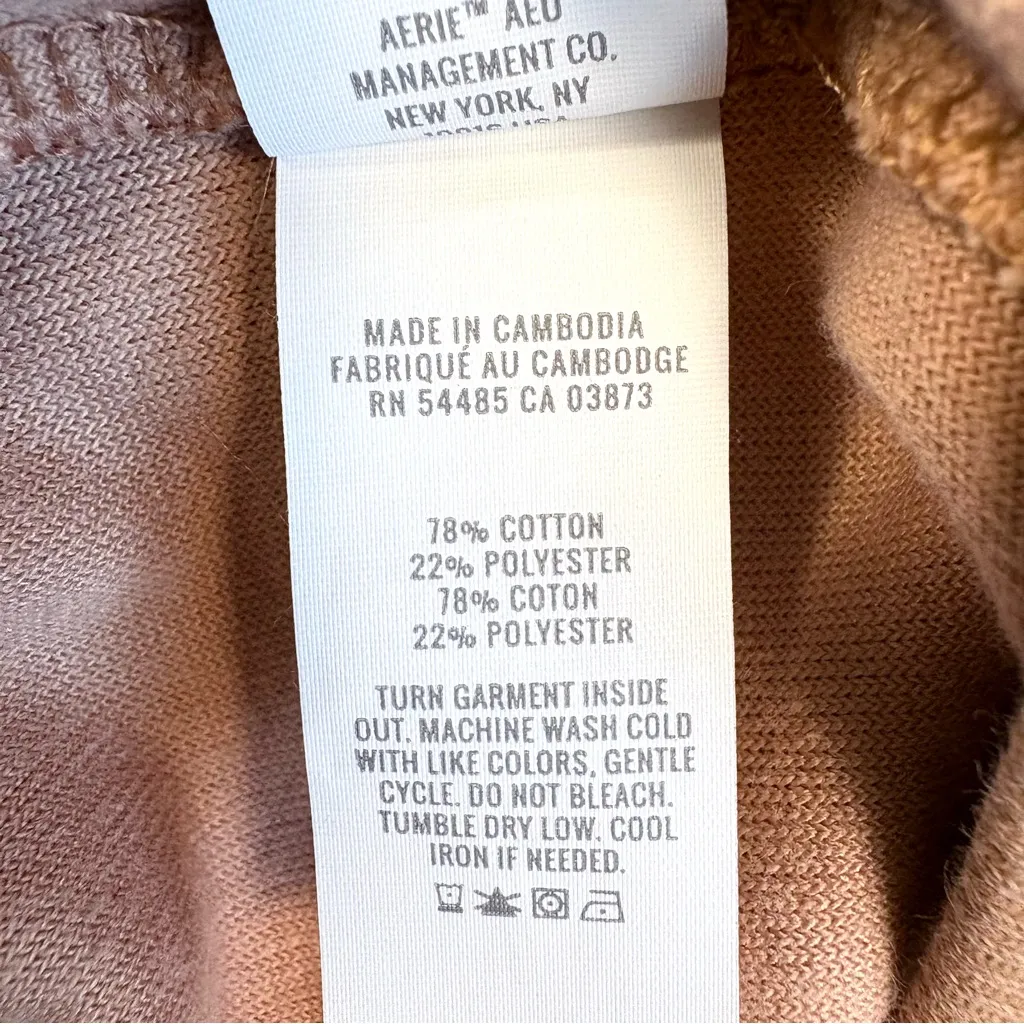 AERIE™ AEO
MANAGEMENT CO.
NEW YORK, NY
MADE IN CAMBODIA
FABRIQUÉ AU CAMBODGE
RN 54485 CA 03873
78% COTTON
22% POLYESTER
78% COTON
22% POLYESTER
TURN GARMENT INSIDE
OUT. MACHINE WASH COLD
WITH LIKE COLORS, GENTLE
CYCLE. DO NOT BLEACH.
TUMBLE DRY LOW. COOL
IRON IF NEEDED.